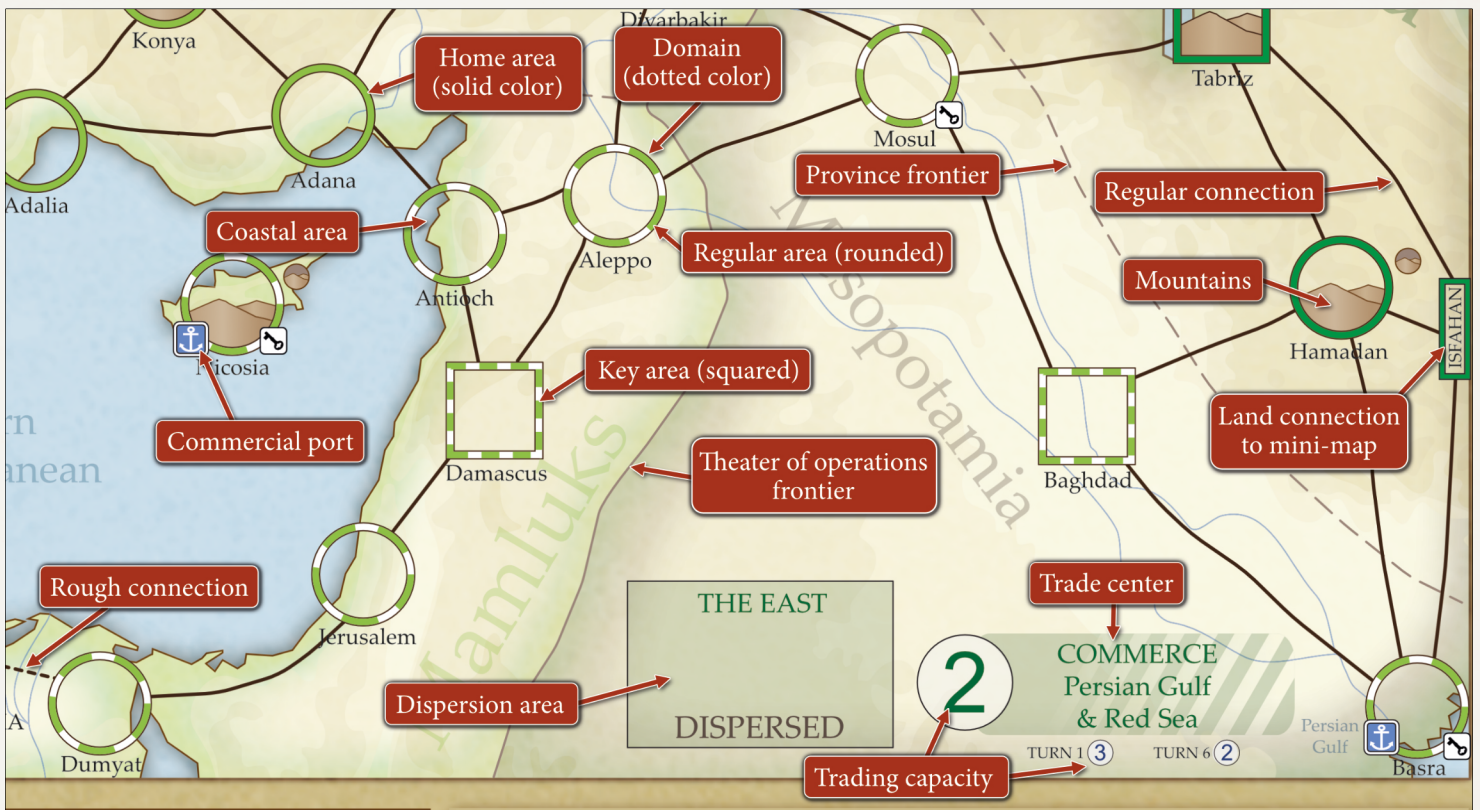 Diyarbakir
Konya
Home area
(solid color)
Domain
(dotted color)
Tabriz
Mosul
Adana
Adalia
Province frontier
Regular connection
Coastal area
Regular area (rounded)
Aleppo
Antioch
Mountains
Mesopotamia
Nicosia
Hamadan
ISFAHAN
Key area (squared)
Commercial port
Land connection
to mini-map
rn
anean
Damascus
Baghdad
Theater of operations
frontier
Mamluks
Rough connection
Jerusalem
Trade center
THE EAST
DISPERSED
Dispersion area
2
COMMERCE
Persian Gulf
& Red Sea
TURN 1 3
TURN 6 2
Trading capacity
Persian
Gulf
Basra
A
Dumyat